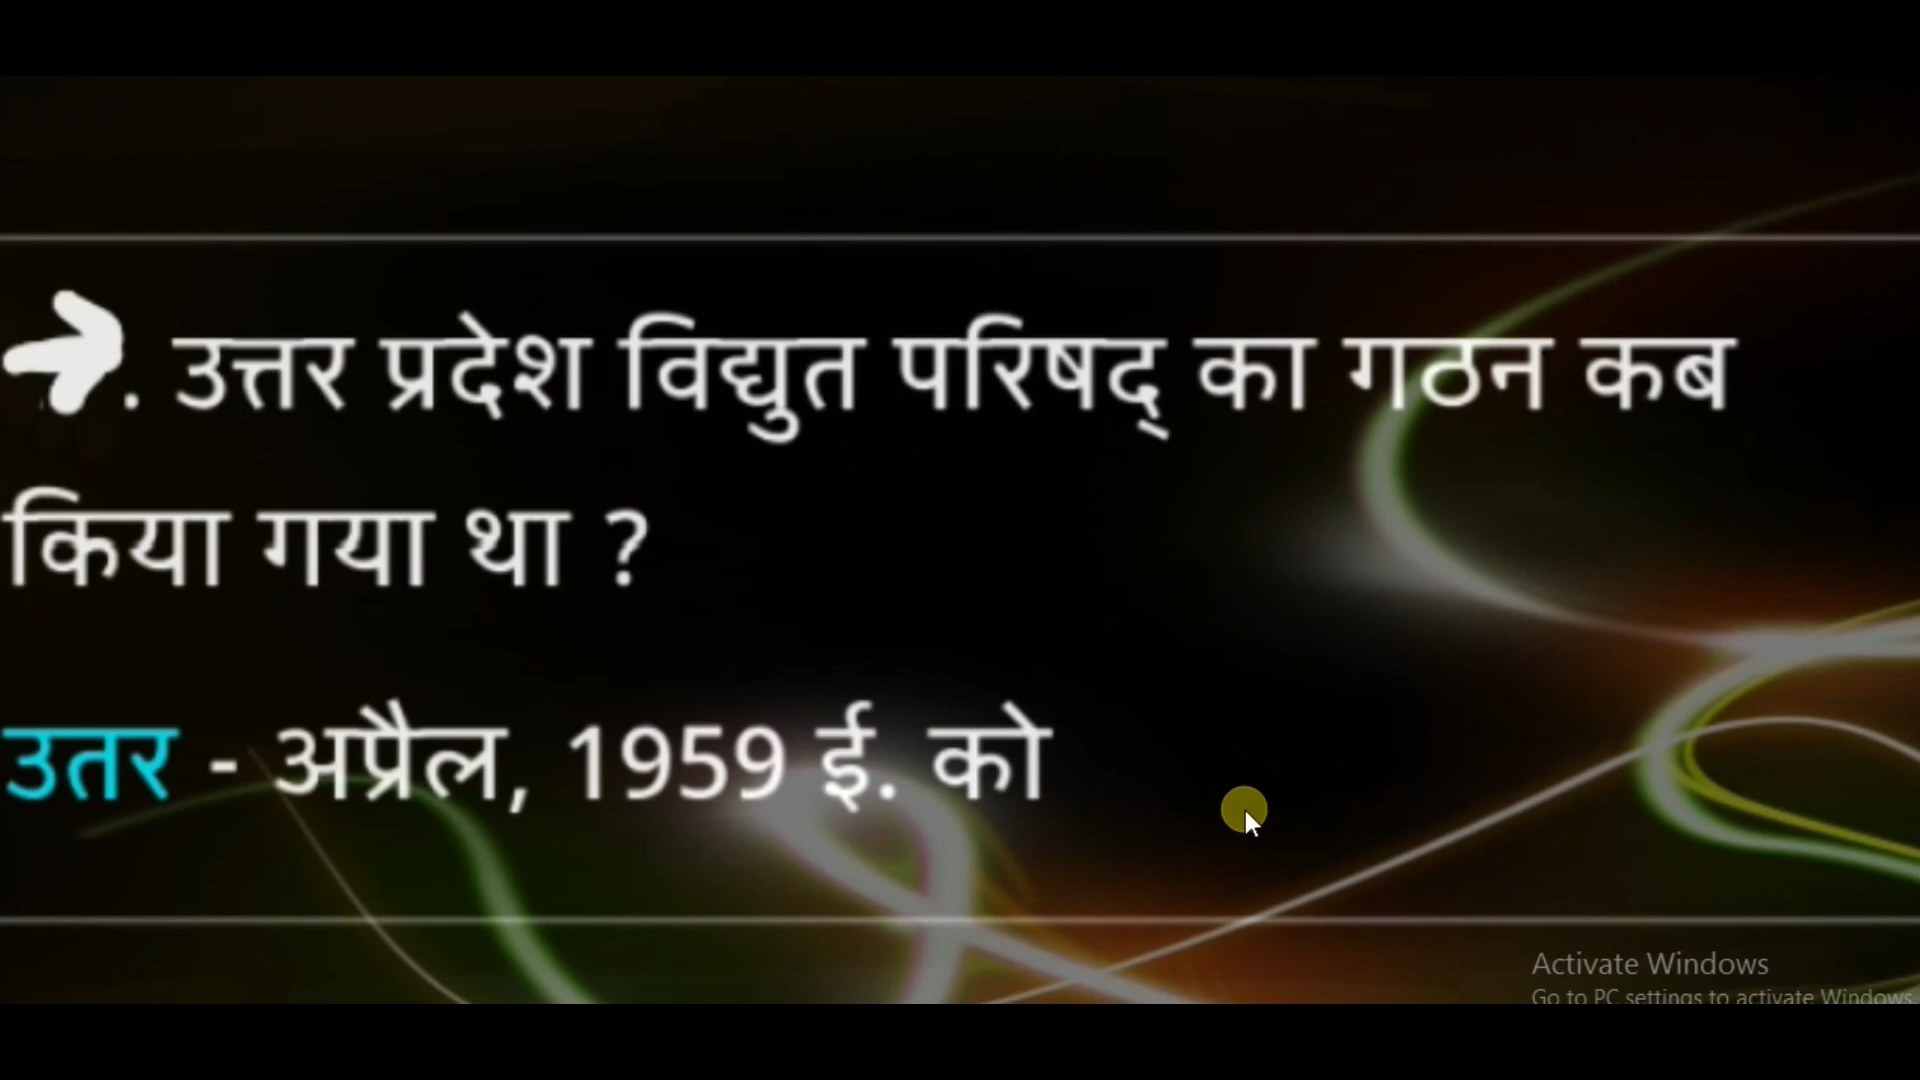 ➔. उत्तर प्रदेश विद्युत परिषद् का गठन कब
किया गया था ?
उतर - अप्रैल, 1959 ई. को
Activate Windows
Go to PC settings to activate Windows.